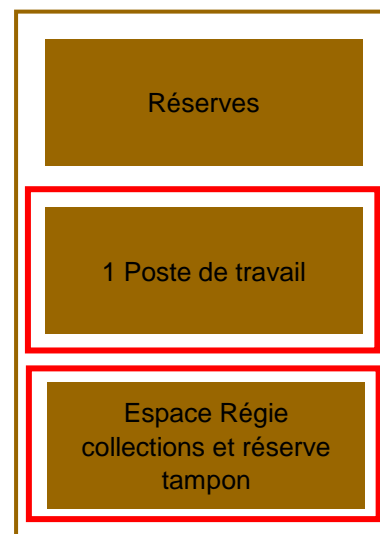 Réserves
1 Poste de travail
Espace Régie
collections et réserve
tampon